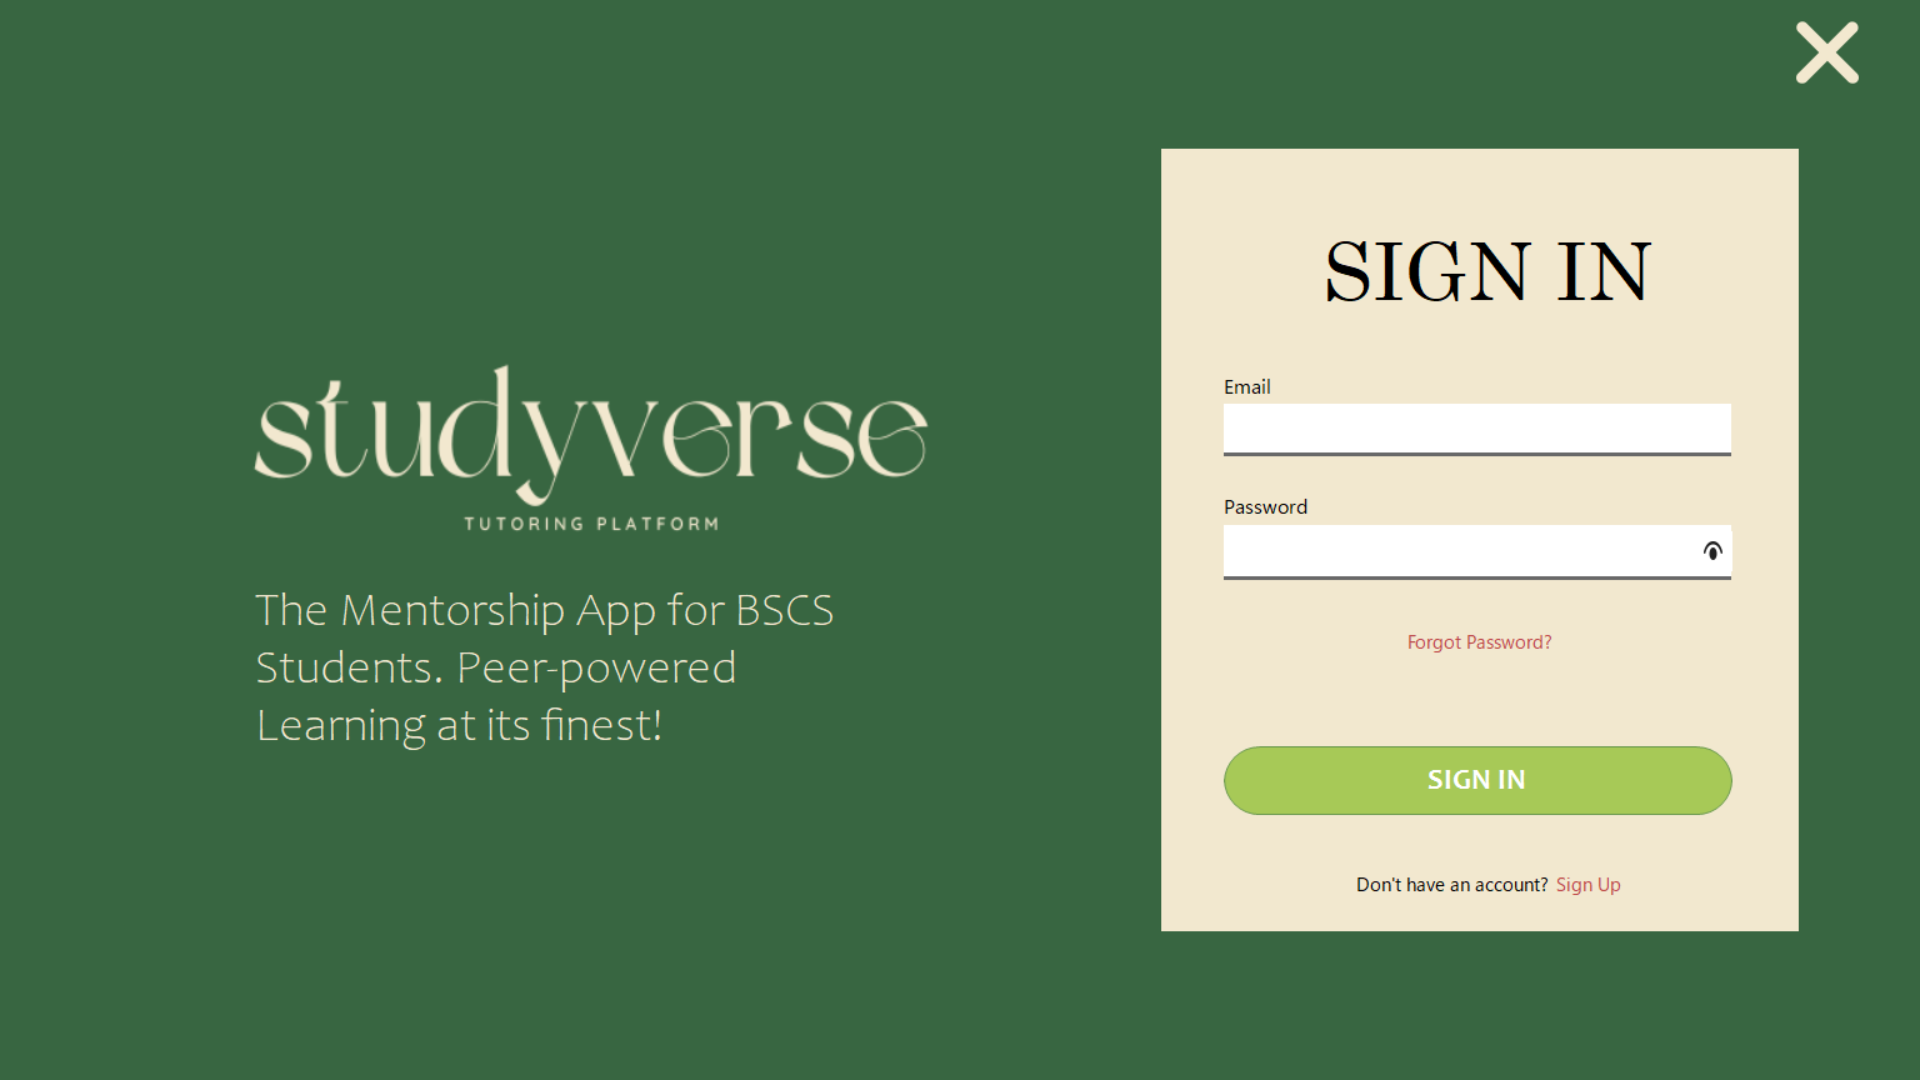 studyverse
TUTORING PLATFORM
The Mentorship App for BSCS
Students. Peer-powered
Learning at its finest!
SIGN IN
Email
Password
Forgot Password?
SIGN IN
Don't have an account? Sign Up